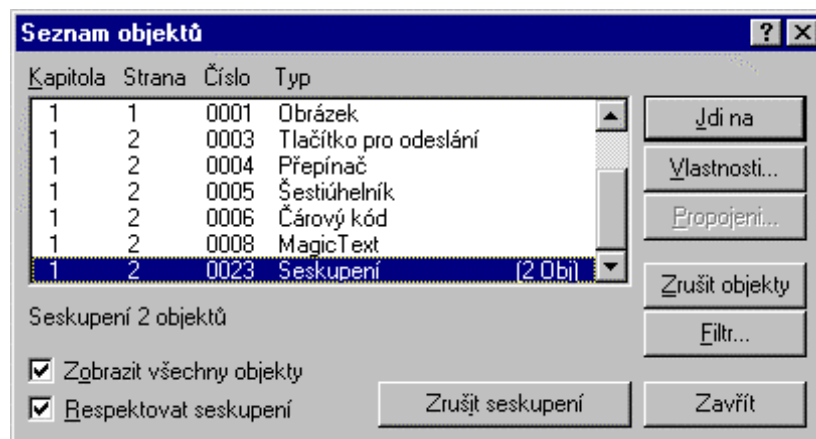 Seznam objektů
Kapitola Strana Číslo Typ
1 1 0001 Obrázek
1 2 0003 Tlačítko pro odeslání
1 2 0004 Přepínač
1 2 0005 Šestiúhelník
1 2 0006 Čárový kód
1 2 0008 MagicText
1 2 0023 Seskupení (2 Obj)
Seskupení 2 objektů
Zobrazit všechny objekty
Respektovat seskupení
Zrušit seskupení
Jdi na
Vlastnosti...
Propojeni...
Zrušit objekty
Filtr...
Zavřít